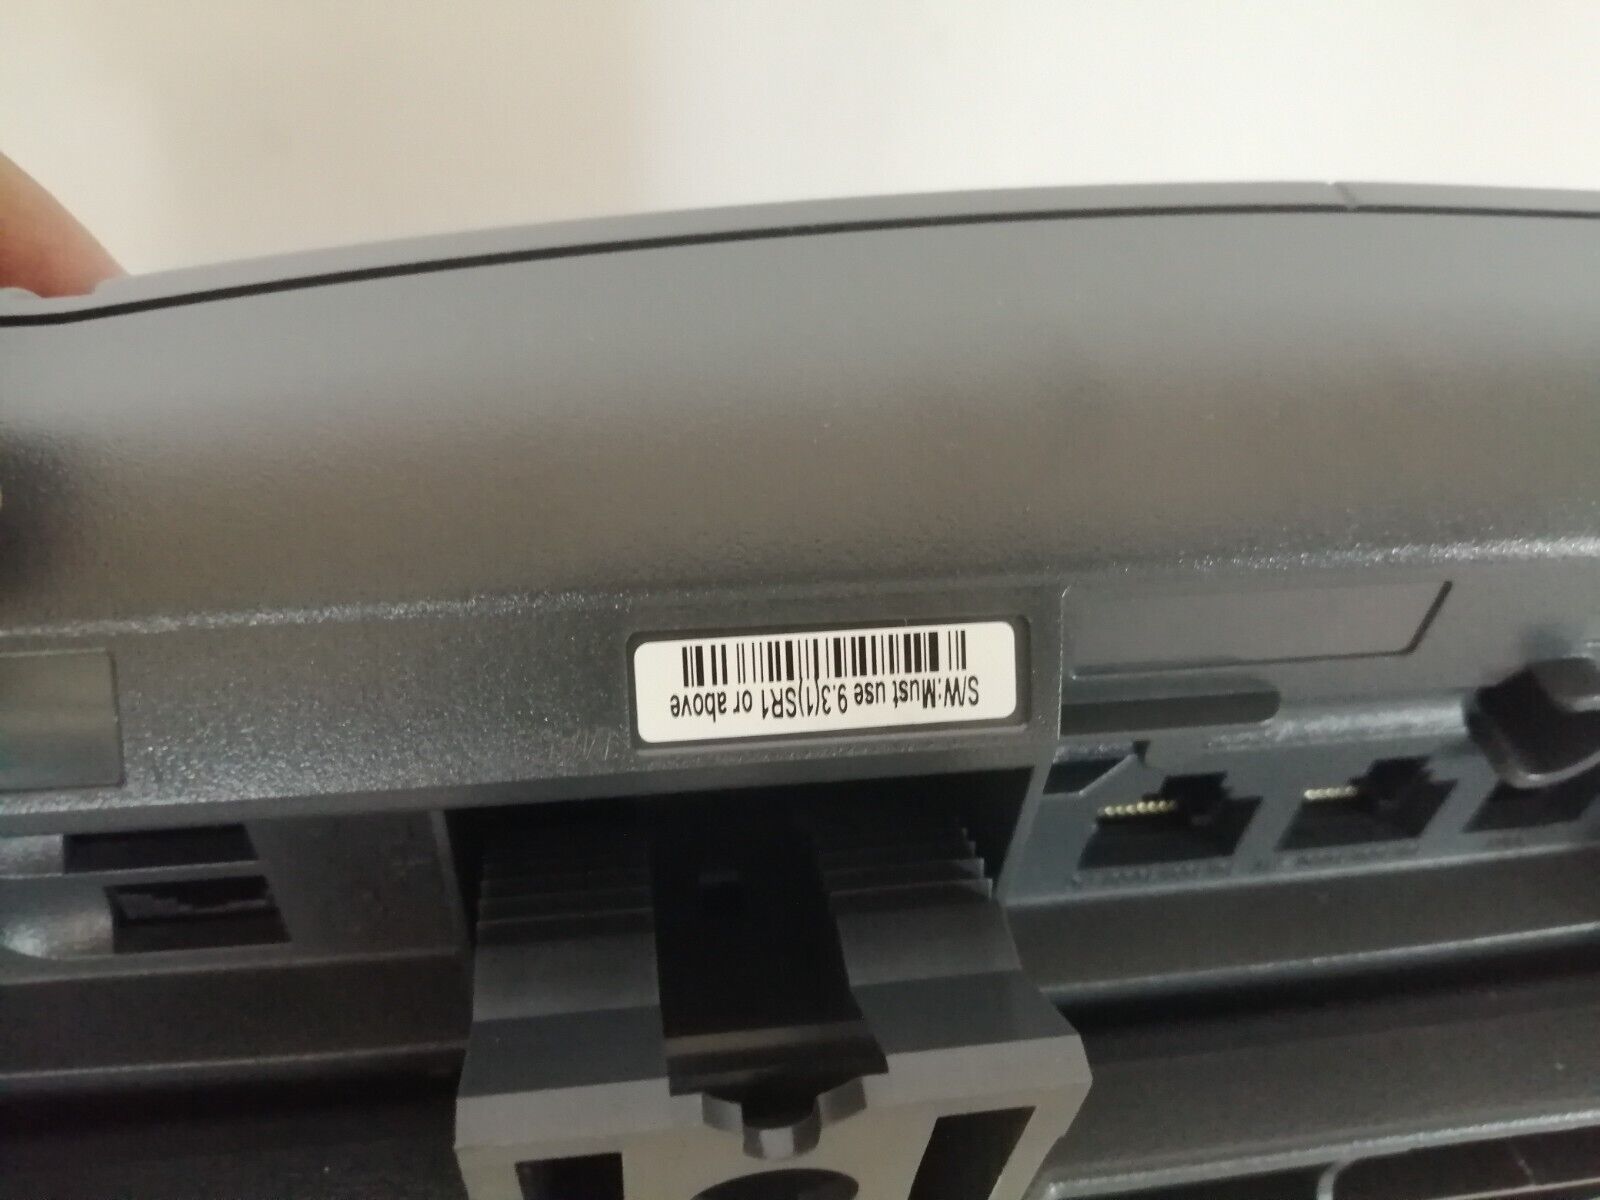 S/W:Must use 9.3(1)SR1 or above